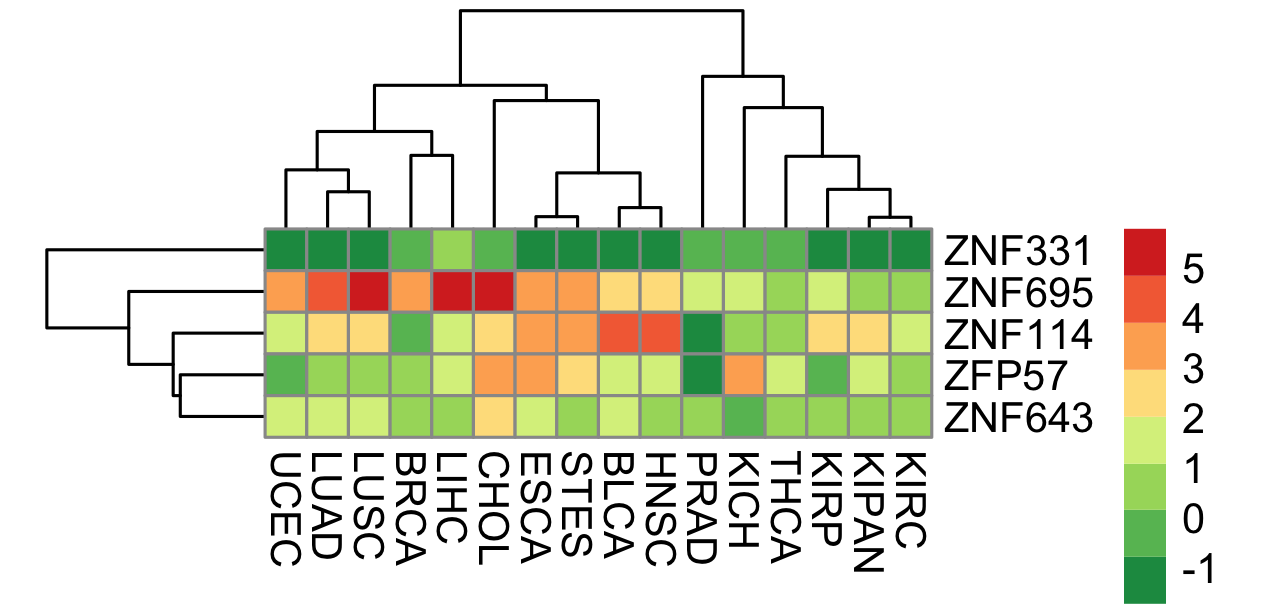 ZNF331
ZNF695
ZNF114
ZFP57
ZNF643
UCEC
LUAD
LUSC
BRCA
LIHC
CHOL
ESCA
STES
BLCA
HNSC
PRAD
KICH
THCA
KIRP
KIPAN
KIRC
5
4
3
2
1
0
-1